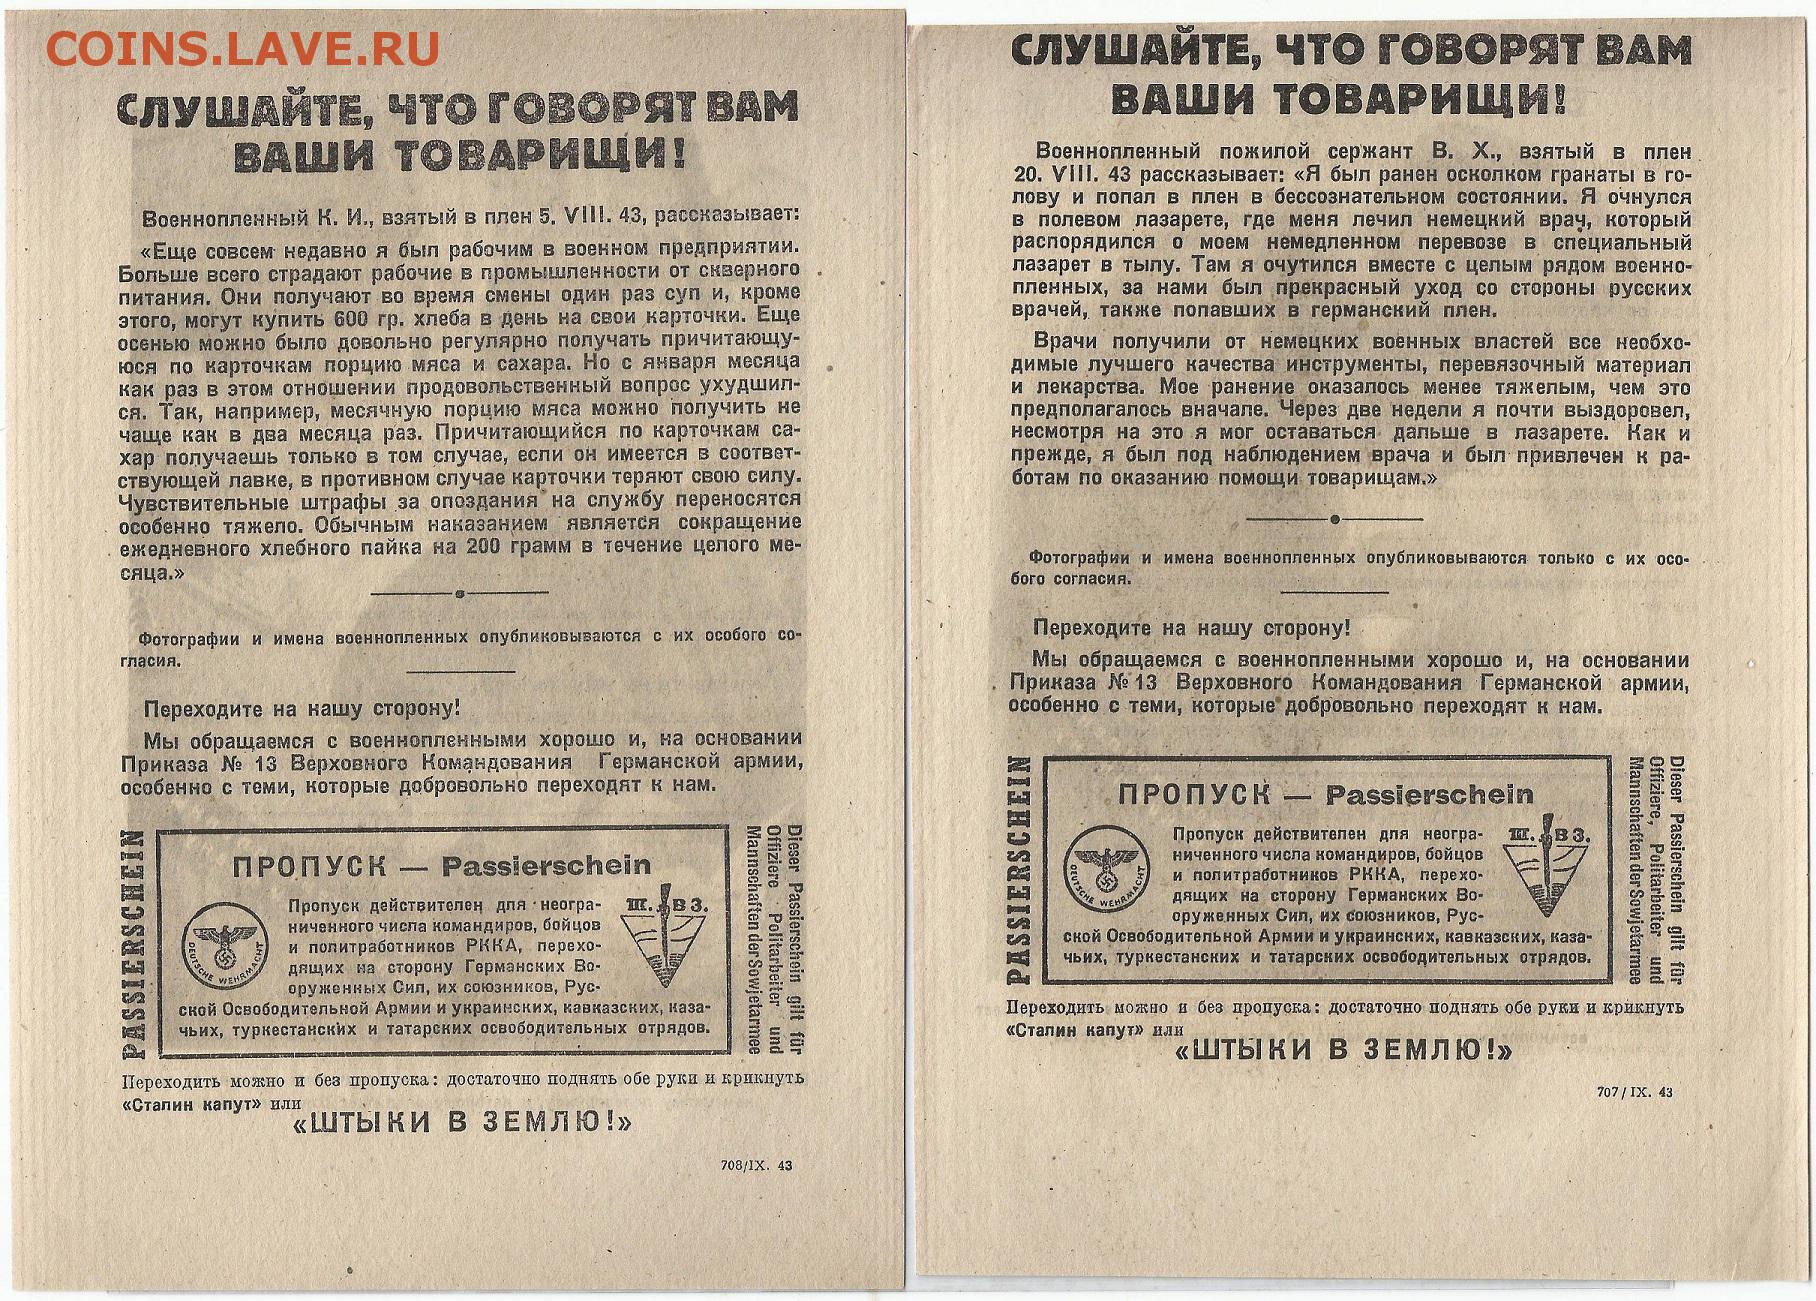 COINS.LAVE.RU
СЛУШАЙТЕ, ЧТО ГОВОРЯТ ВАМ
ВАШИ ТОВАРИЩИ!
Военнопленный К. И., взятый в плен 5. VIII. 43, рассказывает:
«Еще совсем недавно я был рабочим в военном предприятии.
Больше всего страдают рабочие в промышленности от скверного
питания. Они получают во время смены один раз суп и, кроме
этого, могут купить 600 гр. хлеба в день на свои карточки. Еще
осенью можно было довольно регулярно получать причитающу-
юся по карточкам порцию мяса и сахара. Но с января месяца
как раз в этом отношении продовольственный вопрос ухудшил-
ся. Так, например, месячную порцию мяса можно получить не
чаще как в два месяца раз. Причитающийся по карточкам са-
хар получаешь только в том случае, если он имеется в соответ-
ствующей лавке, в противном случае карточки теряют свою силу.
Чувствительные штрафы за опоздания на службу переносятся
особенно тяжело. Обычным наказанием является сокращение
ежедневного хлебного пайка на 200 грамм в течение целого ме-
сяца.»
Фотографии и имена военнопленных опубликовываются с их особого со-
гласия.
Переходите на нашу сторону!
Мы обращаемся с военнопленными хорошо и, на основании
Приказа № 13 Верховного Командования Германской армии,
особенно с теми, которые добровольно переходят к нам.
PASSIERSCHEIN
ПРОПУСК — Passierschein
DEUTSCHE WEHRMACHT
Пропуск действителен для неогра-
ниченного числа командиров, бойцов
и политработников РККА, перехо-
дящих на сторону Германских Во-
оруженных Сил, их союзников, Рус-
ской Освободительной Армии и украинских, кавказских, каза-
чьих, туркестанских и татарских освободительных отрядов.
Ш. В З.
Dieser Passierschein gilt für
Offiziere Politarbeiter und
Mannschaften der Sowjetarmee
Переходить можно и без пропуска: достаточно поднять обе руки и крикнуть
«Сталин капут» или
«ШТЫКИ В ЗЕМЛЮ!»
708/IX. 43
СЛУШАЙТЕ, ЧТО ГОВОРЯТ ВАМ
ВАШИ ТОВАРИЩИ!
Военнопленный пожилой сержант В. Х., взятый в плен
20. VIII. 43 рассказывает: «Я был ранен осколком гранаты в го-
лову и попал в плен в бессознательном состоянии. Я очнулся
в полевом лазарете, где меня лечил немецкий врач, который
распорядился о моем немедленном перевозе в специальный
лазарет в тылу. Там я очутился вместе с целым рядом военно-
пленных, за нами был прекрасный уход со стороны русских
врачей, также попавших в германский плен.
Врачи получили от немецких военных властей все необхо-
димые лучшего качества инструменты, перевязочный материал
и лекарства. Мое ранение оказалось менее тяжелым, чем это
предполагалось вначале. Через две недели я почти выздоровел,
несмотря на это я мог оставаться дальше в лазарете. Как и
прежде, я был под наблюдением врача и был привлечен к ра-
ботам по оказанию помощи товарищам.»
Фотографии и имена военнопленных опубликовываются только с их осо-
бого согласия.
Переходите на нашу сторону!
Мы обращаемся с военнопленными хорошо и, на основании
Приказа № 13 Верховного Командования Германской армии,
особенно с теми, которые добровольно переходят к нам.
PASSIERSCHEIN
ПРОПУСК — Passierschein
DEUTSCHE WEHRMACHT
Пропуск действителен для неогра-
ниченного числа командиров, бойцов
и политработников РККА, перехо-
дящих на сторону Германских Во-
оруженных Сил, их союзников, Рус-
ской Освободительной Армии и украинских, кавказских, каза-
чьих, туркестанских и татарских освободительных отрядов.
Ш. В З.
Dieser Passierschein gilt für
Offiziere, Politarbeiter und
Mannschaften der Sowjetarmee
Переходить можно и без пропуска: достаточно поднять обе руки и крикнуть
«Сталин капут» или
«ШТЫКИ В ЗЕМЛЮ!»
707/IX. 43